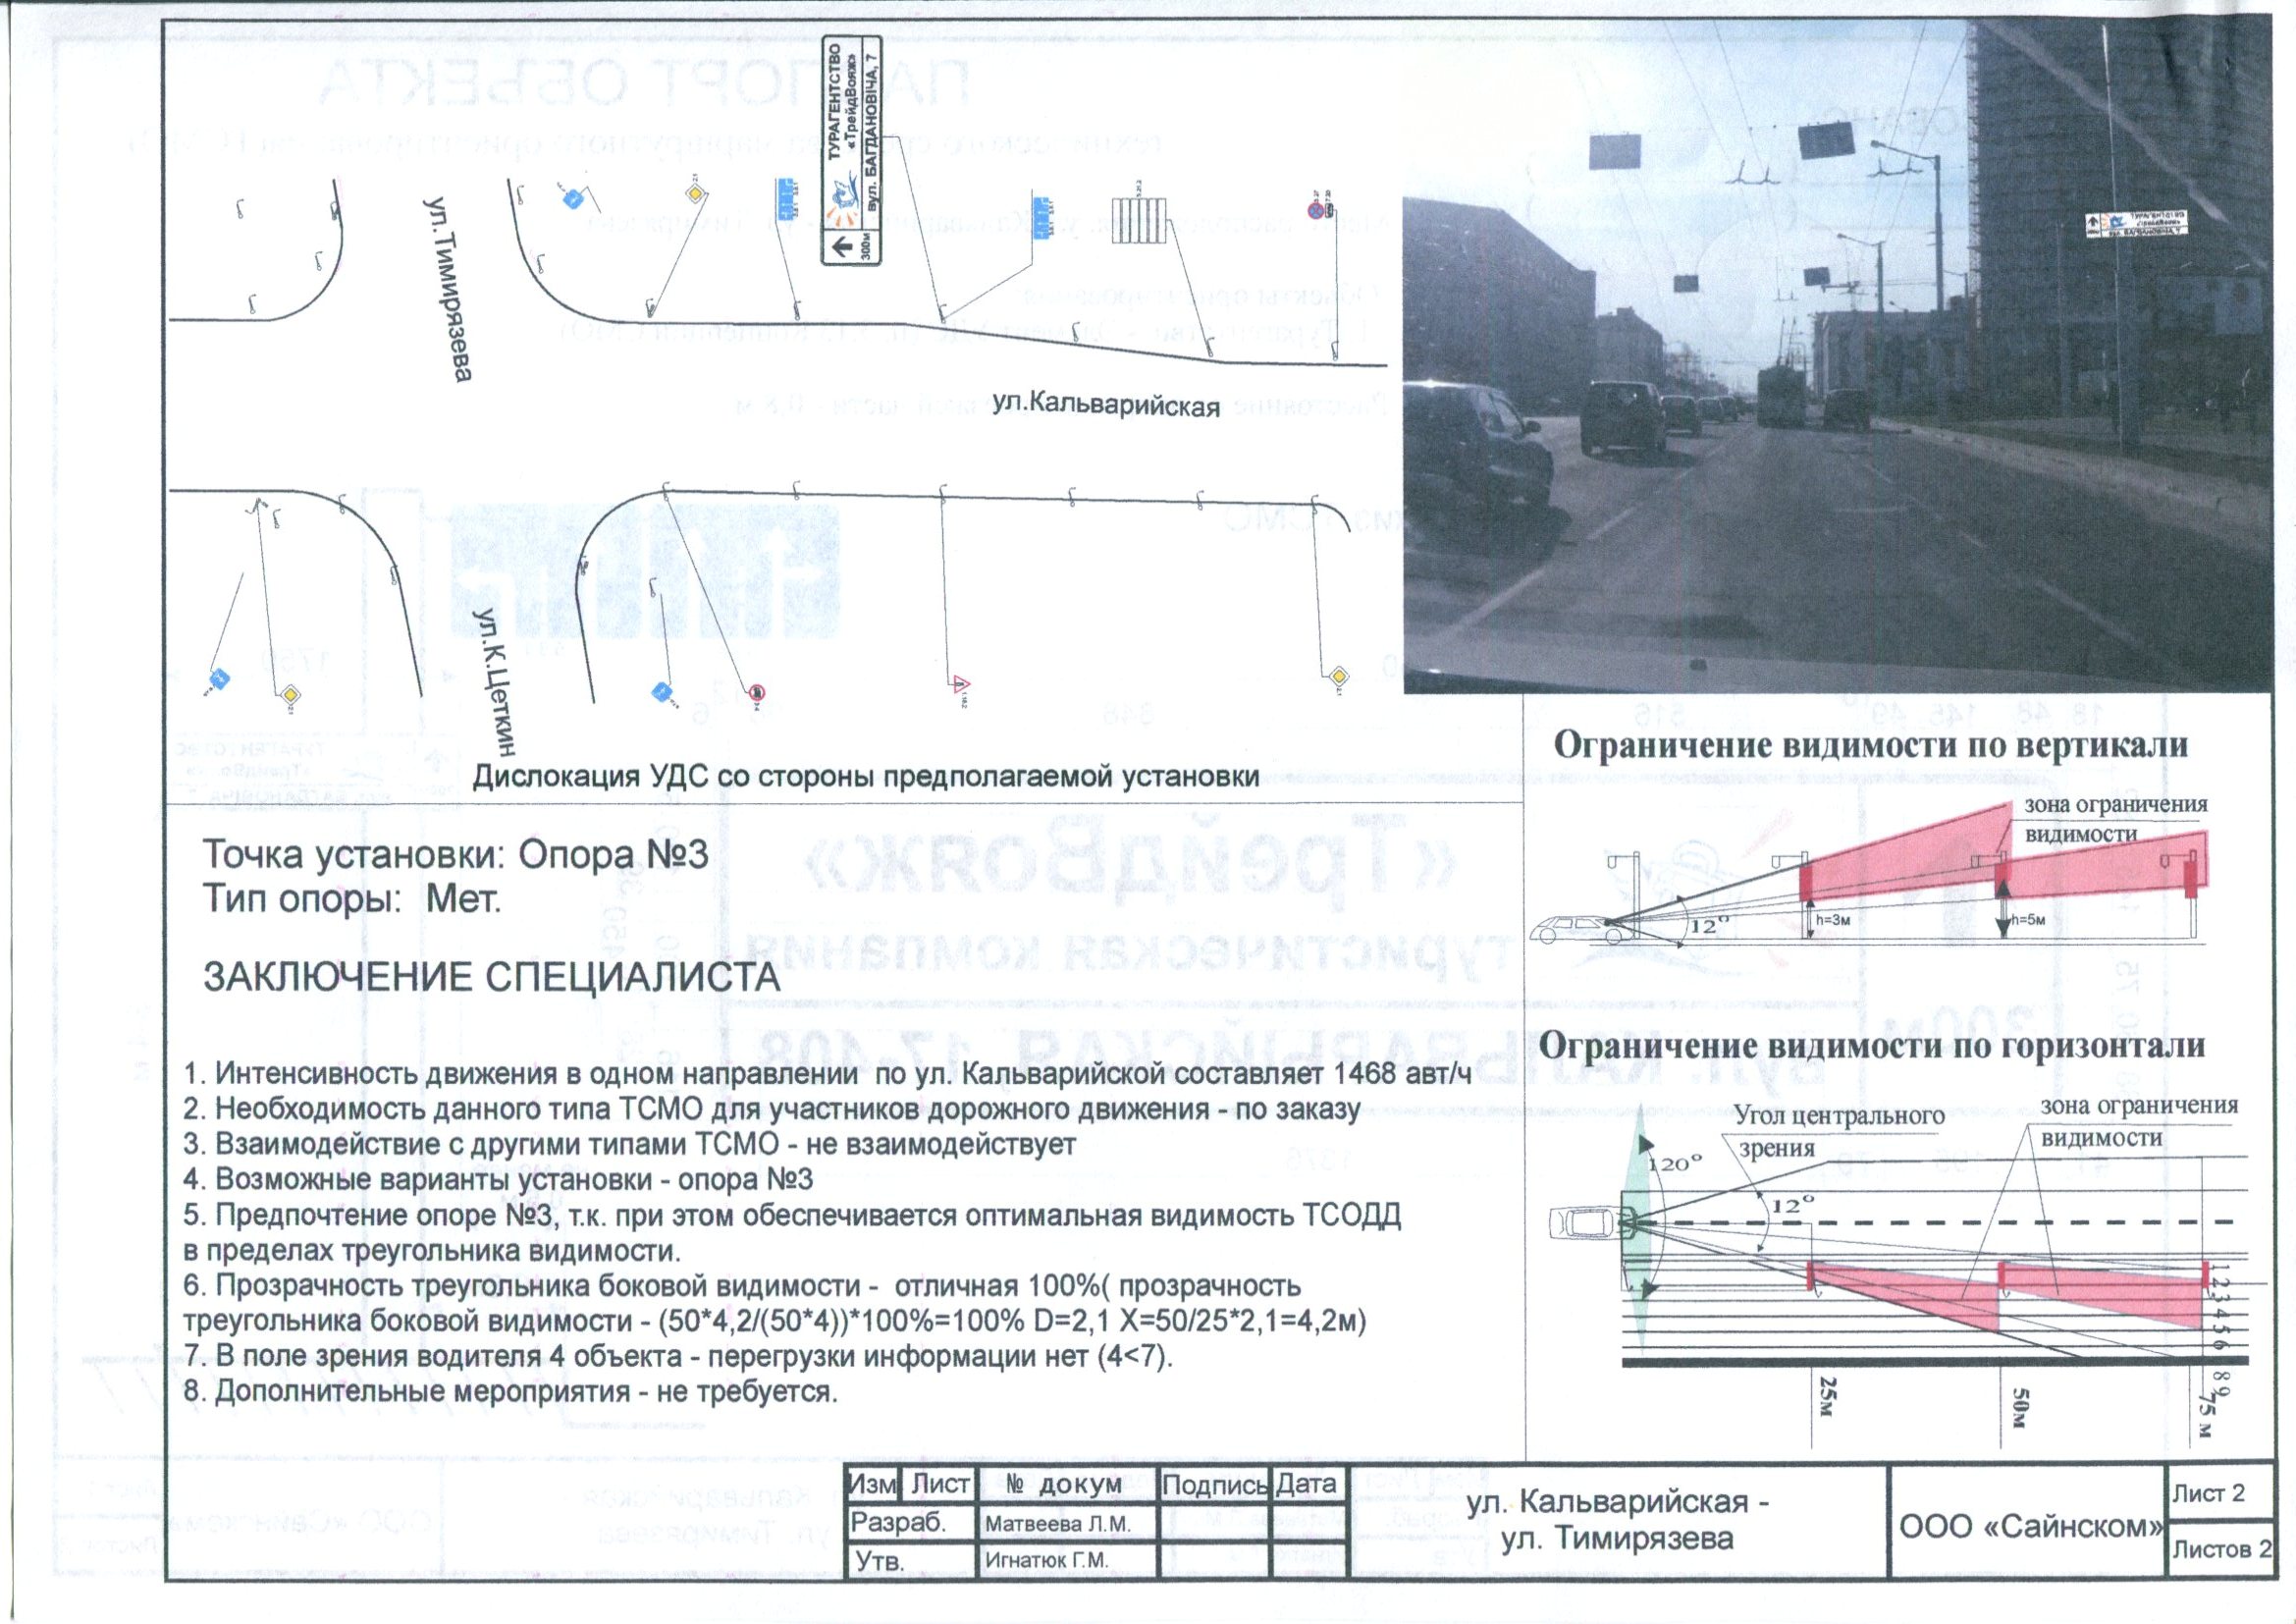 ТУРАГЕНТСТВО
«ТрейдВояж»
вул. БАГДАНОВІЧА, 7
300м
ул.Тимирязева
ул.Кальварийская
ул.К.Цеткин
Дислокация УДС со стороны предполагаемой установки
Точка установки: Опора №3
Тип опоры: Мет.
ЗАКЛЮЧЕНИЕ СПЕЦИАЛИСТА
1. Интенсивность движения в одном направлении по ул. Кальварийской составляет 1468 авт/ч
2. Необходимость данного типа ТСМО для участников дорожного движения - по заказу
3. Взаимодействие с другими типами ТСМО - не взаимодействует
4. Возможные варианты установки - опора №3
5. Предпочтение опоре №3, т.к. при этом обеспечивается оптимальная видимость ТСОДД
в пределах треугольника видимости.
6. Прозрачность треугольника боковой видимости - отличная 100%( прозрачность
треугольника боковой видимости - (50*4,2/(50*4))*100%=100% D=2,1 X=50/25*2,1=4,2м)
7. В поле зрения водителя 4 объекта - перегрузки информации нет (4<7).
8. Дополнительные мероприятия - не требуется.
Ограничение видимости по вертикали
зона ограничения
видимости
12°
h=3м
h=5м
Ограничение видимости по горизонтали
Угол центрального
зрения
зона ограничения
видимости
120°
12°
1 2 3 4 5 6 8 9
25м
50м
75 м
Изм Лист № докум Подпись Дата
Разраб. Матвеева Л.М.
Утв. Игнатюк Г.М.
ул. Кальварийская -
ул. Тимирязева
ООО «Сайнском»
Лист 2
Листов 2